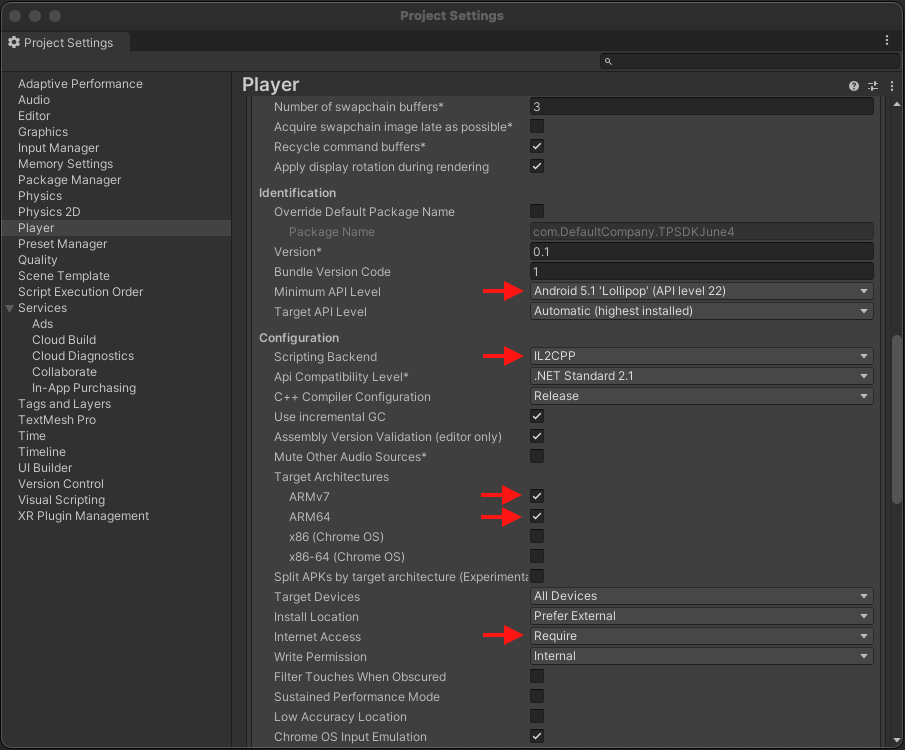 Project Settings
Project Settings
Adaptive Performance
Audio
Editor
Graphics
Input Manager
Memory Settings
Package Manager
Physics
Physics 2D
Player
Preset Manager
Quality
Scene Template
Script Execution Order
Services
Ads
Cloud Build
Cloud Diagnostics
Collaborate
In-App Purchasing
Tags and Layers
TextMesh Pro
Time
Timeline
UI Builder
Version Control
Visual Scripting
XR Plugin Management
Player
Number of swapchain buffers* 3
Acquire swapchain image late as possible*
Recycle command buffers*
Apply display rotation during rendering
Identification
Override Default Package Name
Package Name com.DefaultCompany.TPSDKJune4
Version* 0.1
Bundle Version Code 1
Minimum API Level Android 5.1 'Lollipop' (API level 22)
Target API Level Automatic (highest installed)
Configuration
Scripting Backend IL2CPP
Api Compatibility Level* .NET Standard 2.1
C++ Compiler Configuration Release
Use incremental GC
Assembly Version Validation (editor only)
Mute Other Audio Sources*
Target Architectures
ARMv7
ARM64
x86 (Chrome OS)
x86-64 (Chrome OS)
Split APKs by target architecture (Experimenta
Target Devices All Devices
Install Location Prefer External
Internet Access Require
Write Permission Internal
Filter Touches When Obscured
Sustained Performance Mode
Low Accuracy Location
Chrome OS Input Emulation